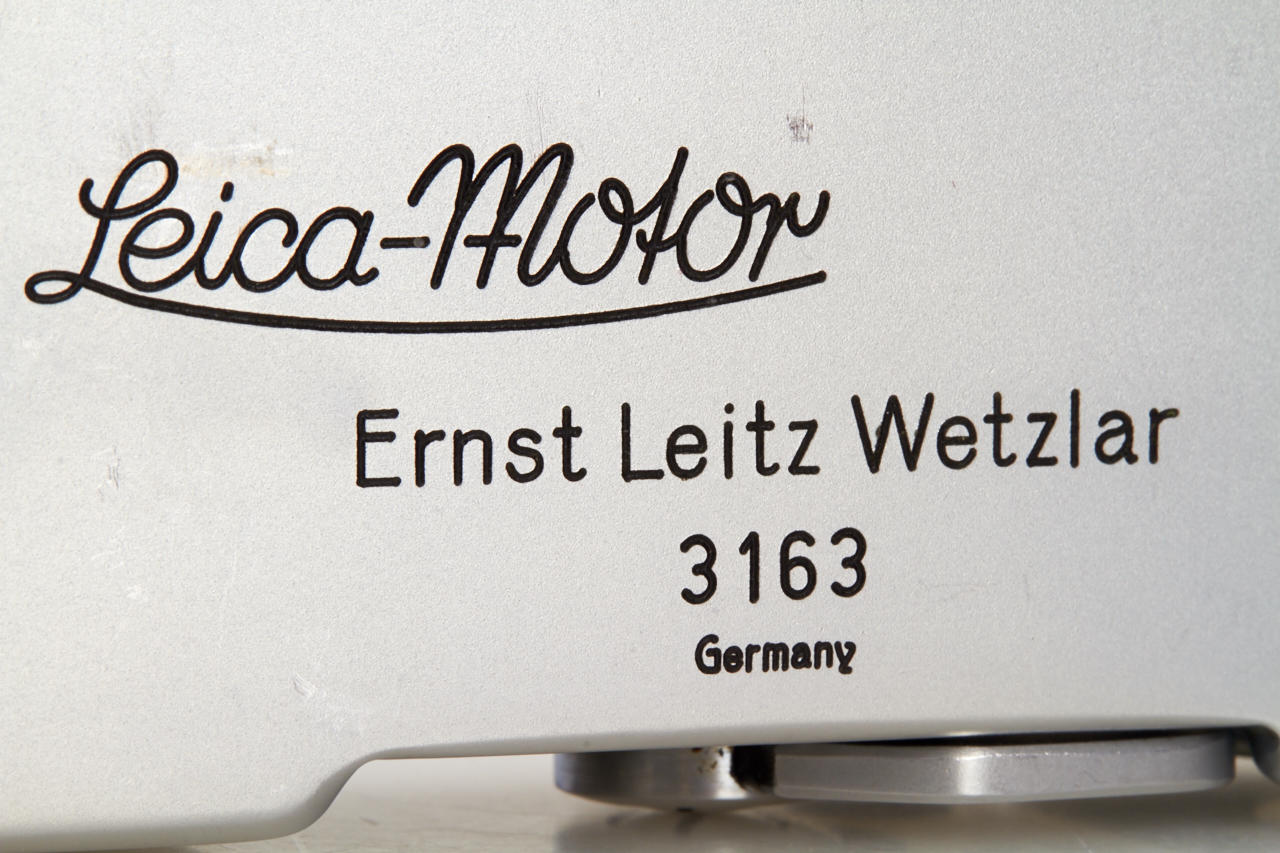 Leica-Motor
Ernst Leitz Wetzlar
3163
Germany